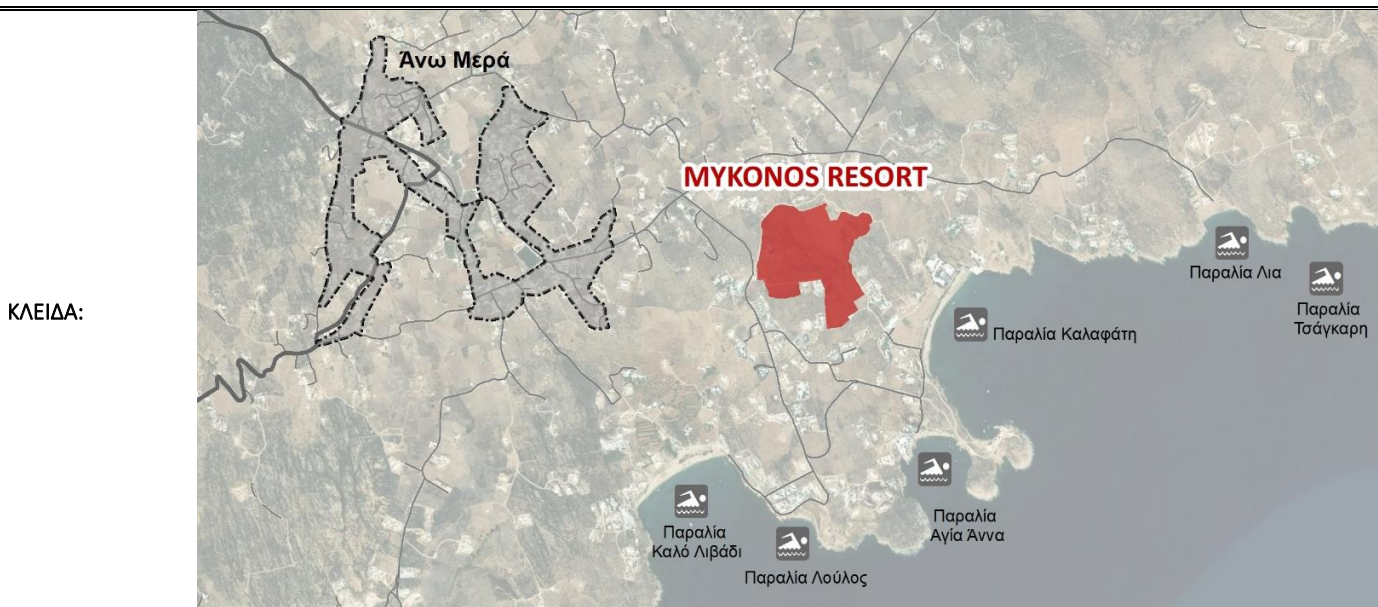 Άνω Μερά
MYKONOS RESORT
Παραλία Λια
Παραλία
Τσάγκαρη
ΚΛΕΙΔΑ:
Παραλία Καλαφάτη
Παραλία
Καλό Λιβάδι
Παραλία
Αγία Άννα
Παραλία Λούλος